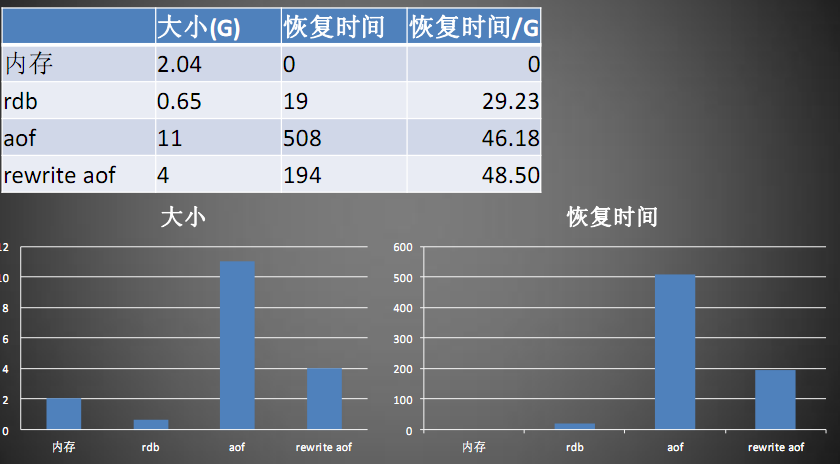 大小(G) 恢复时间 恢复时间/G
内存 2.04 0 0
rdb 0.65 19 29.23
aof 11 508 46.18
rewrite aof 4 194 48.50
大小
12
10
8
6
4
2
0
内存 rdb aof rewrite aof
恢复时间
600
500
400
300
200
100
0
内存 rdb aof rewrite aof